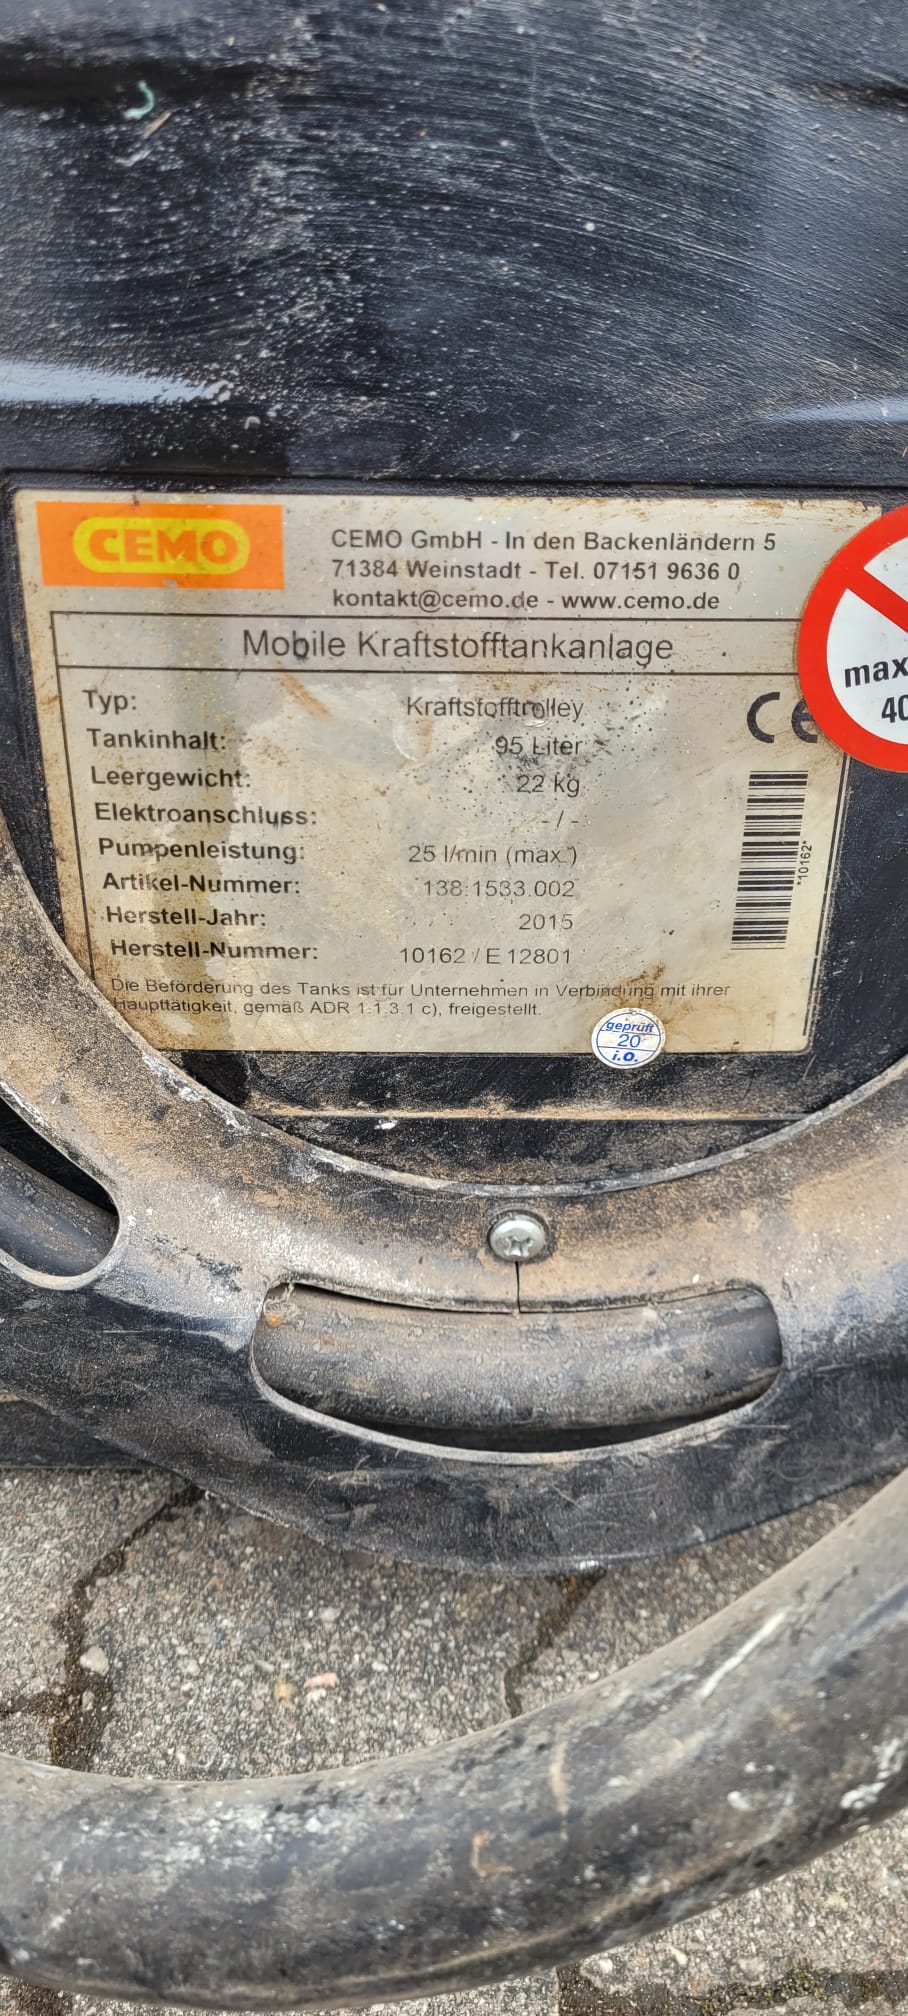 CEMO
CEMO GmbH - In den Backenländern 5
71384 Weinstadt - Tel. 07151 9636 0
kontakt@cemo.de - www.cemo.de
Mobile Kraftstofftankanlage
Typ: Kraftstofftrolley
Tankinhalt: 95 Liter
Leergewicht: 22 kg
Elektroanschluss: - / -
Pumpenleistung: 25 l/min (max.)
Artikel-Nummer: 138.1533.002
Herstell-Jahr: 2015
Herstell-Nummer: 10162 / E 12801
Die Beförderung des Tanks ist für Unternehmen in Verbindung mit ihrer
Haupttätigkeit, gemäß ADR 1.1.3.1 c), freigestellt.
CE
*10162*
max
40
geprüft
20
i.O.